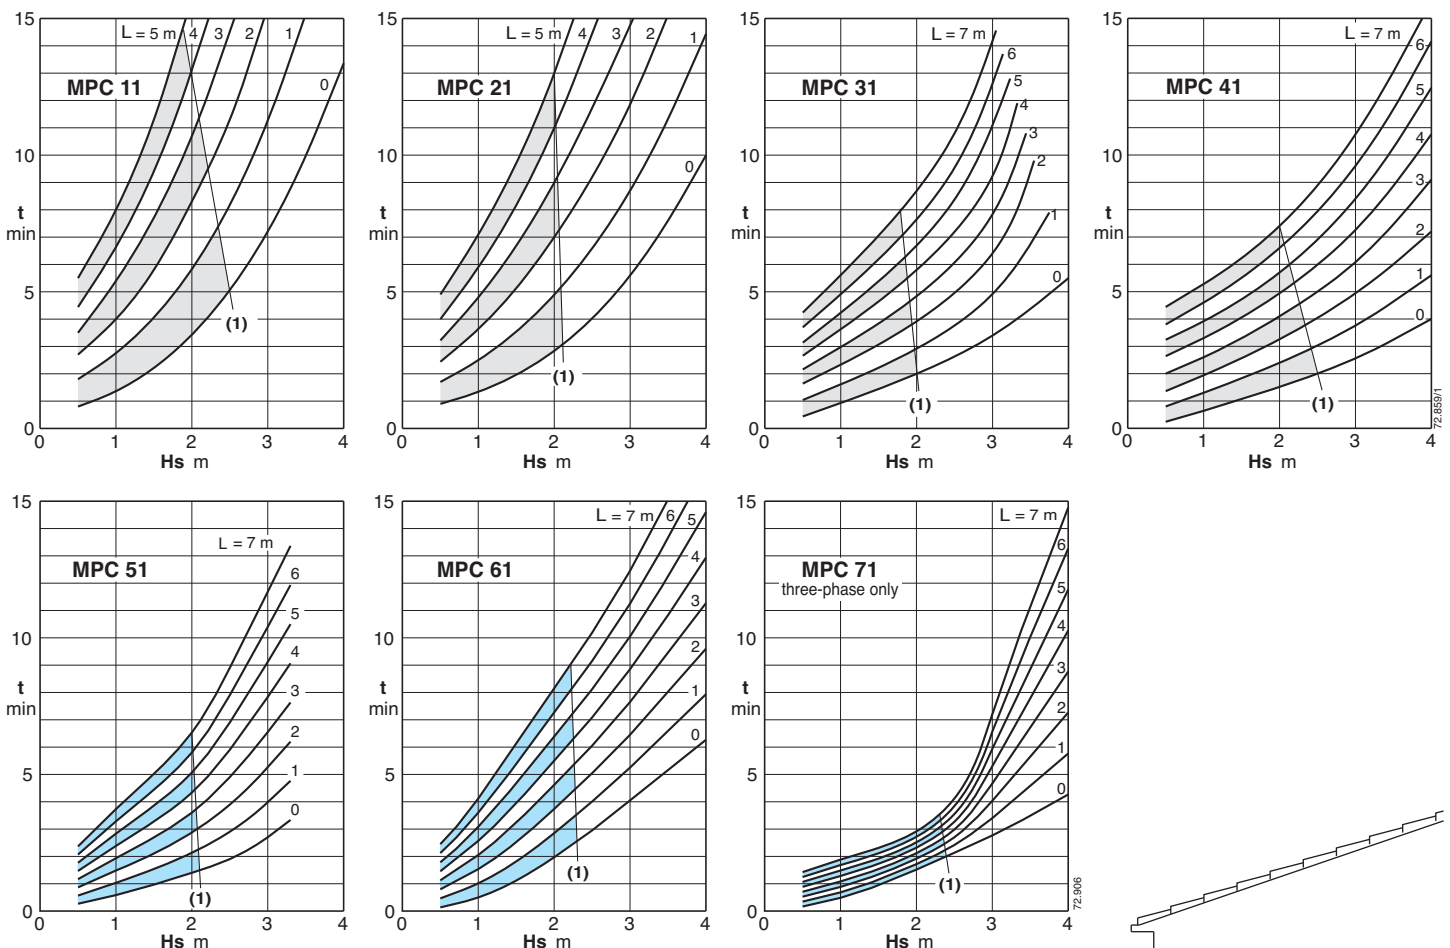 15
10
5
0
t
min
L = 5 m 4 3 2 1
0
MPC 11
(1)
0 1 2 3 4
Hs m
15
10
5
0
t
min
L = 5 m 4 3 2 1
0
MPC 21
(1)
0 1 2 3 4
Hs m
15
10
5
0
t
min
L = 7 m
6
5
4
3
2
1
0
MPC 31
(1)
0 1 2 3 4
Hs m
15
10
5
0
t
min
L = 7 m
6
5
4
3
2
1
0
MPC 41
(1)
72.859/1
0 1 2 3 4
Hs m
15
10
5
0
t
min
L = 7 m
6
5
4
3
2
1
0
MPC 51
(1)
0 1 2 3 4
Hs m
15
10
5
0
t
min
L = 7 m 6 5
4
3
2
1
0
MPC 61
(1)
0 1 2 3 4
Hs m
15
10
5
0
t
min
L = 7 m
6
5
4
3
2
1
0
MPC 71
three-phase only
(1)
72.906
0 1 2 3 4
Hs m